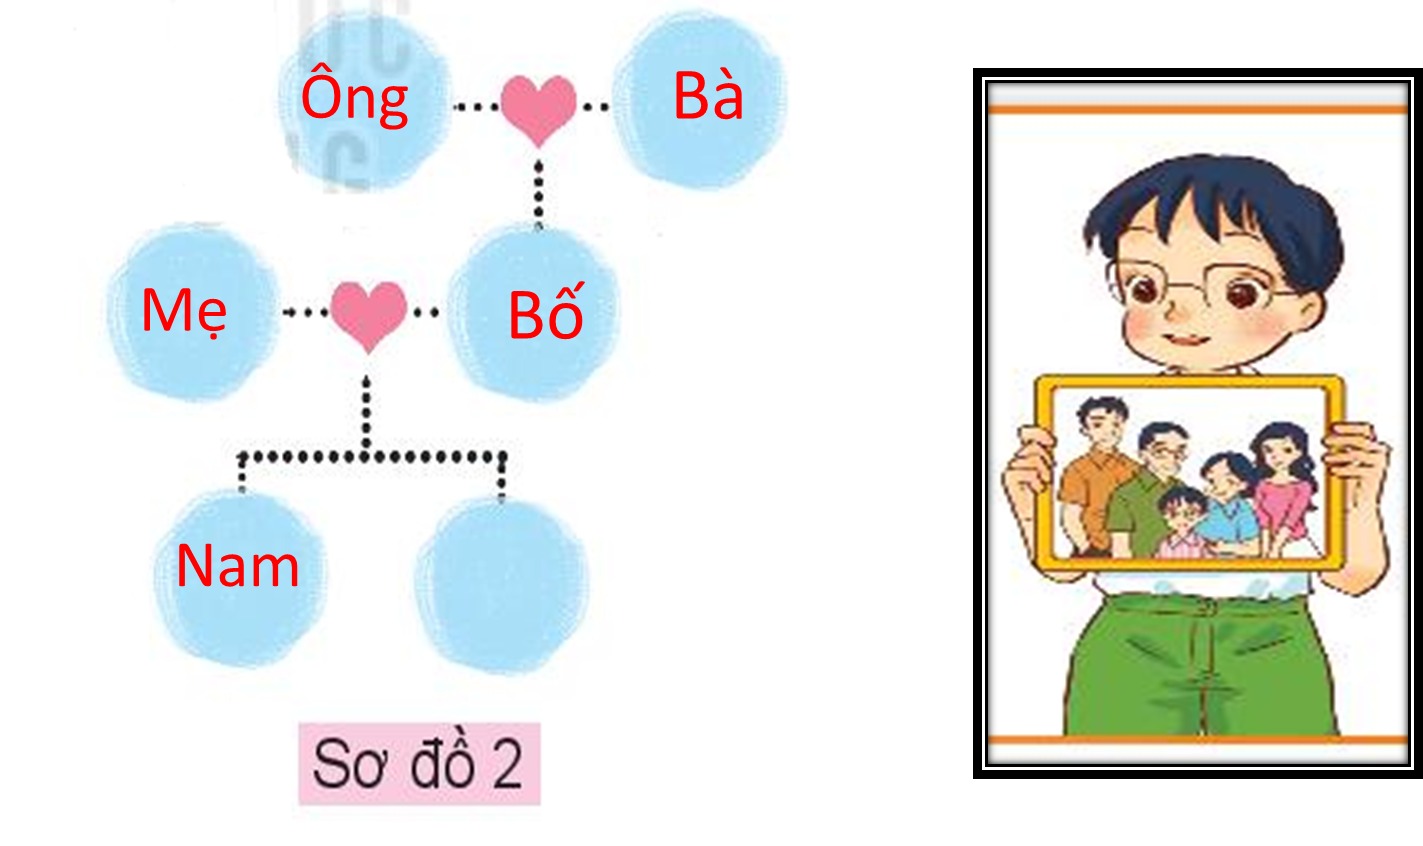 Ông
Bà
Mẹ
Bố
Nam
Sơ đồ 2